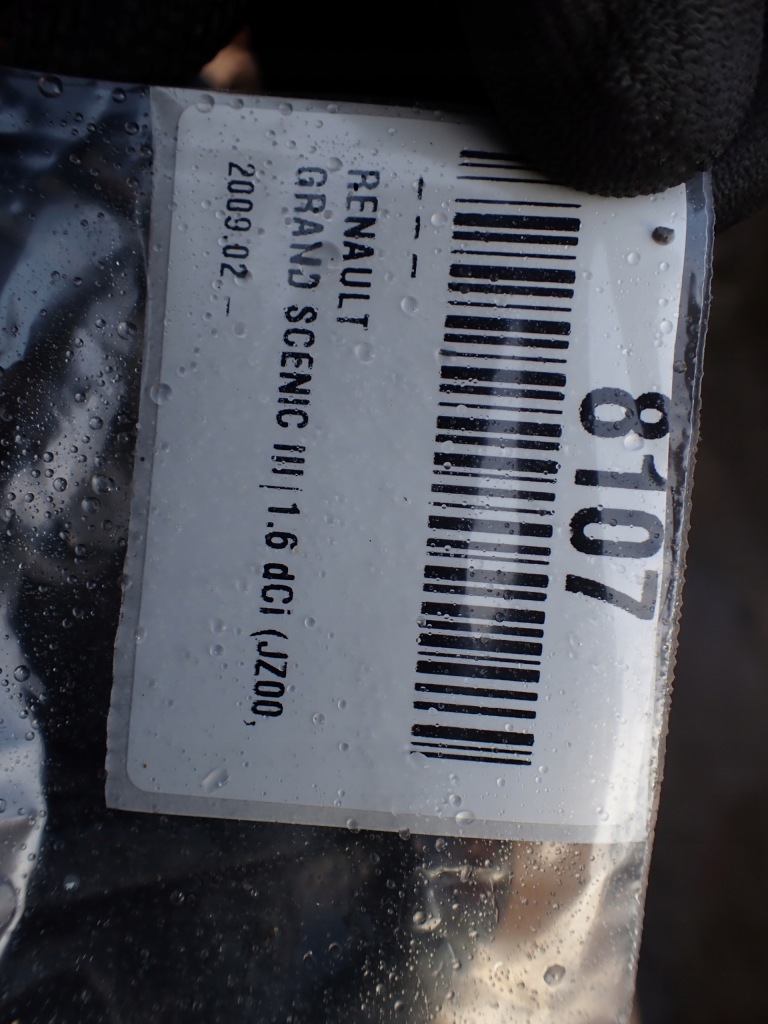 8107
- - -
RENAULT
GRAND SCENIC III | 1.6 dCi (JZ00,
2009.02 -